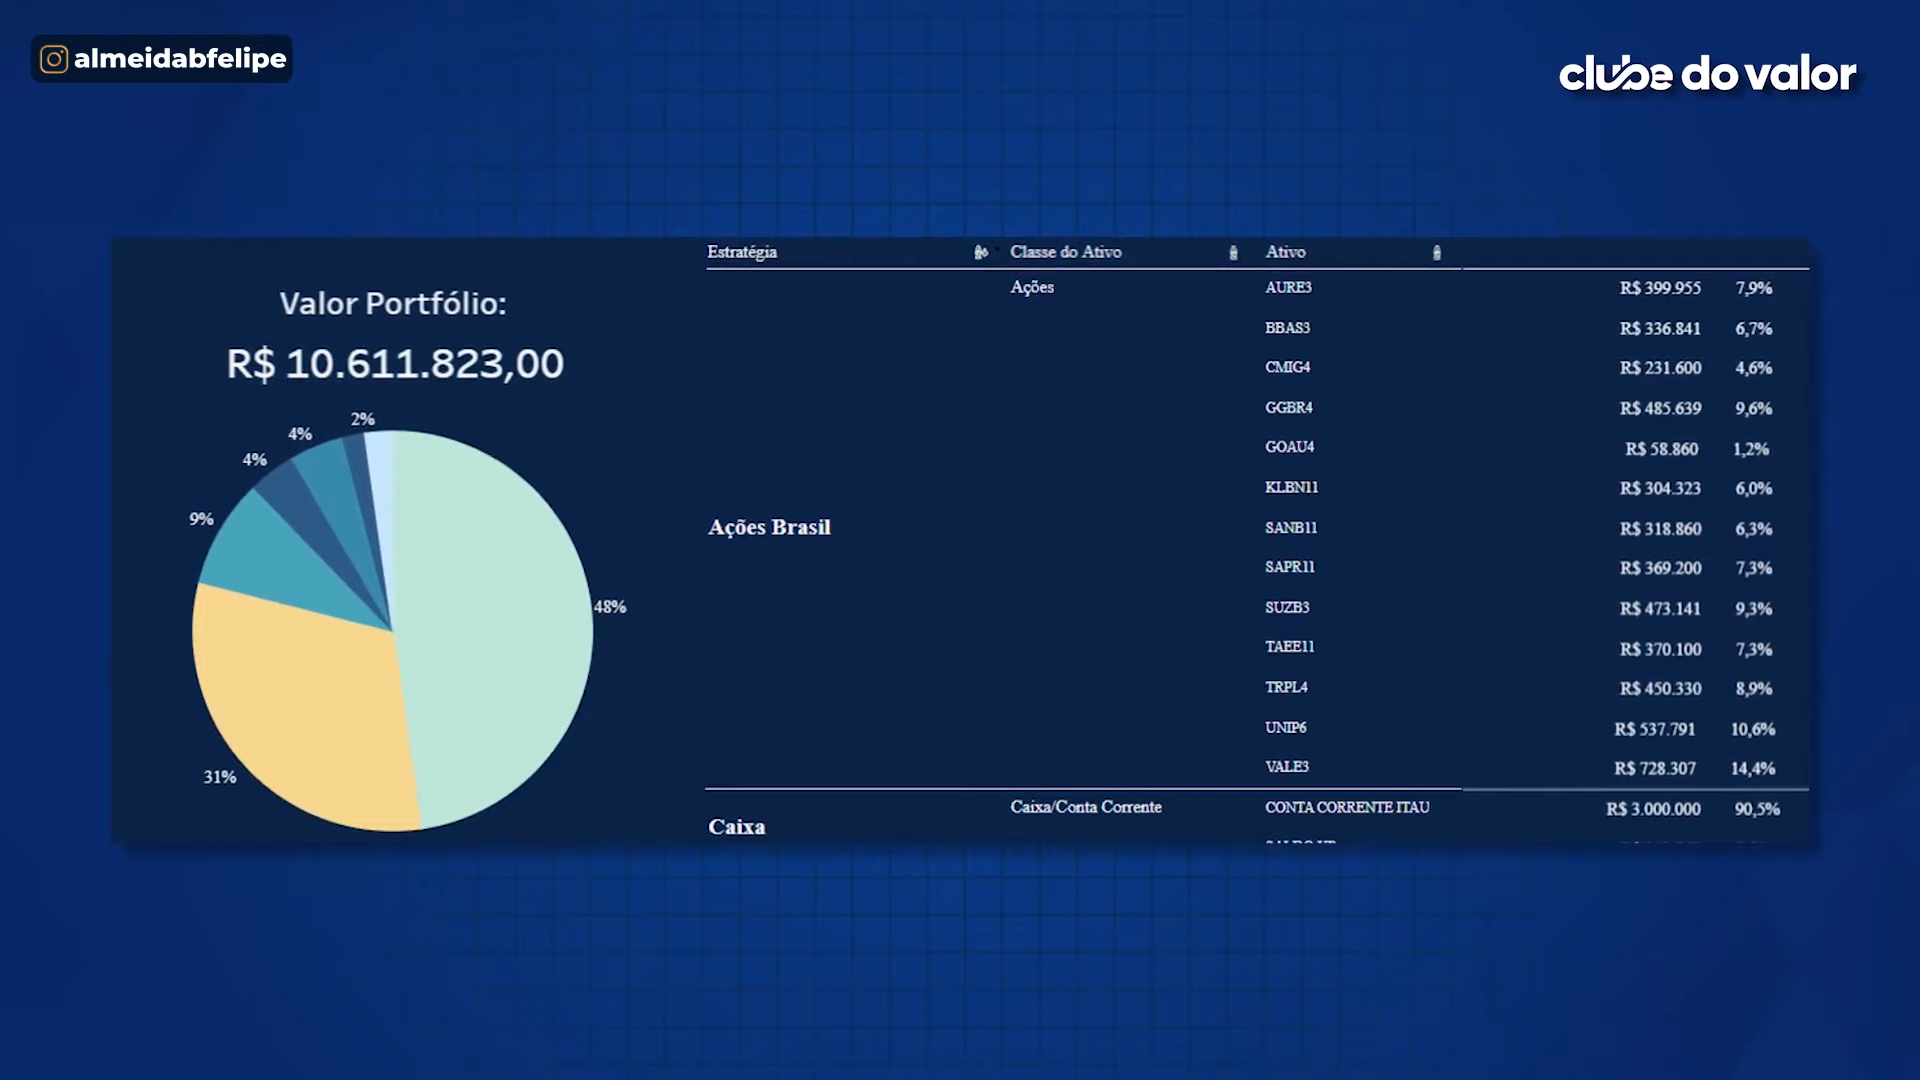 almeidabfelipe
clube do valor
Valor Portfólio:
R$ 10.611.823,00
2%
4%
4%
9%
48%
31%
Estratégia Classe do Ativo Ativo
Ações AURE3 R$ 399.955 7,9%
BBAS3 R$ 336.841 6,7%
CMIG4 R$ 231.600 4,6%
GGBR4 R$ 485.639 9,6%
GOAU4 R$ 58.860 1,2%
KLBN11 R$ 304.323 6,0%
Ações Brasil SANB11 R$ 318.860 6,3%
SAPR11 R$ 369.200 7,3%
SUZB3 R$ 473.141 9,3%
TAEE11 R$ 370.100 7,3%
TRPL4 R$ 450.330 8,9%
UNIP6 R$ 537.791 10,6%
VALE3 R$ 728.307 14,4%
Caixa/Conta Corrente CONTA CORRENTE ITAU R$ 3.000.000 90,5%
Caixa